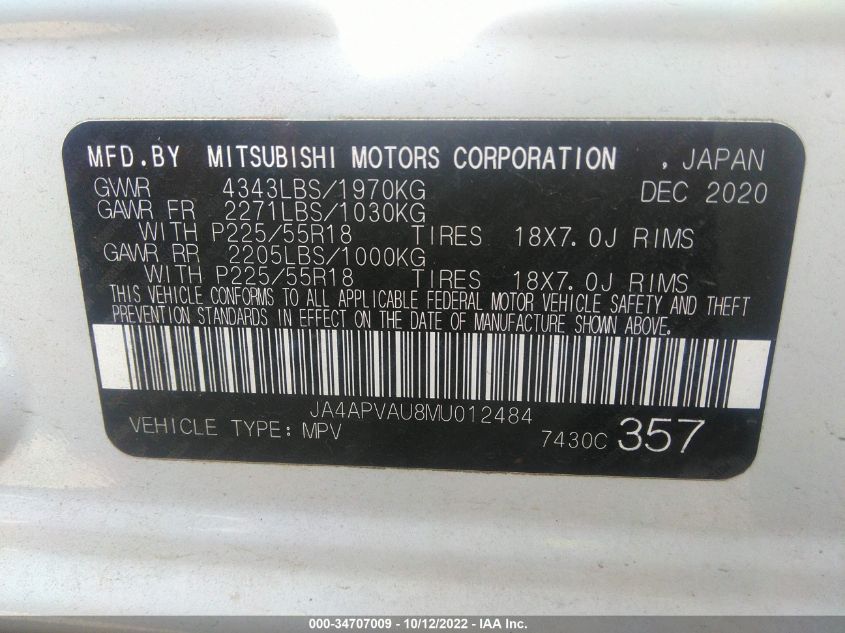 MFD.BY MITSUBISHI MOTORS CORPORATION , JAPAN
GVWR 4343LBS/1970KG DEC 2020
GAWR FR 2271LBS/1030KG
WITH P225/55R18 TIRES 18X7.0J RIMS
GAWR RR 2205LBS/1000KG
WITH P225/55R18 TIRES 18X7.0J RIMS
THIS VEHICLE CONFORMS TO ALL APPLICABLE FEDERAL MOTOR VEHICLE SAFETY AND THEFT
PREVENTION STANDARDS IN EFFECT ON THE DATE OF MANUFACTURE SHOWN ABOVE.
JA4APVAU8MU012484
VEHICLE TYPE: MPV 7430C 357
000-34707009 - 10/12/2022 - IAA Inc.